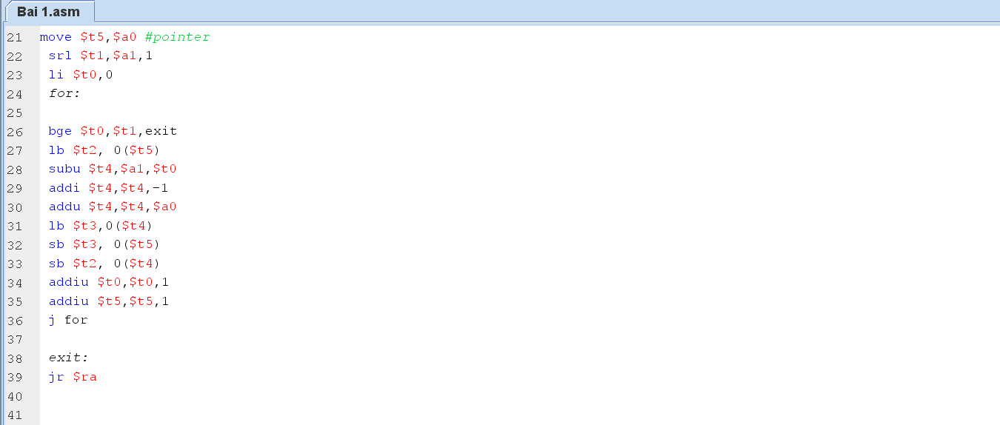 Bai 1.asm
21 move $t5,$a0 #pointer
22 srl $t1,$a1,1
23 li $t0,0
24 for:
25
26 bge $t0,$t1,exit
27 lb $t2, 0($t5)
28 subu $t4,$a1,$t0
29 addi $t4,$t4,-1
30 addu $t4,$t4,$a0
31 lb $t3,0($t4)
32 sb $t3, 0($t5)
33 sb $t2, 0($t4)
34 addiu $t0,$t0,1
35 addiu $t5,$t5,1
36 j for
37
38 exit:
39 jr $ra
40
41